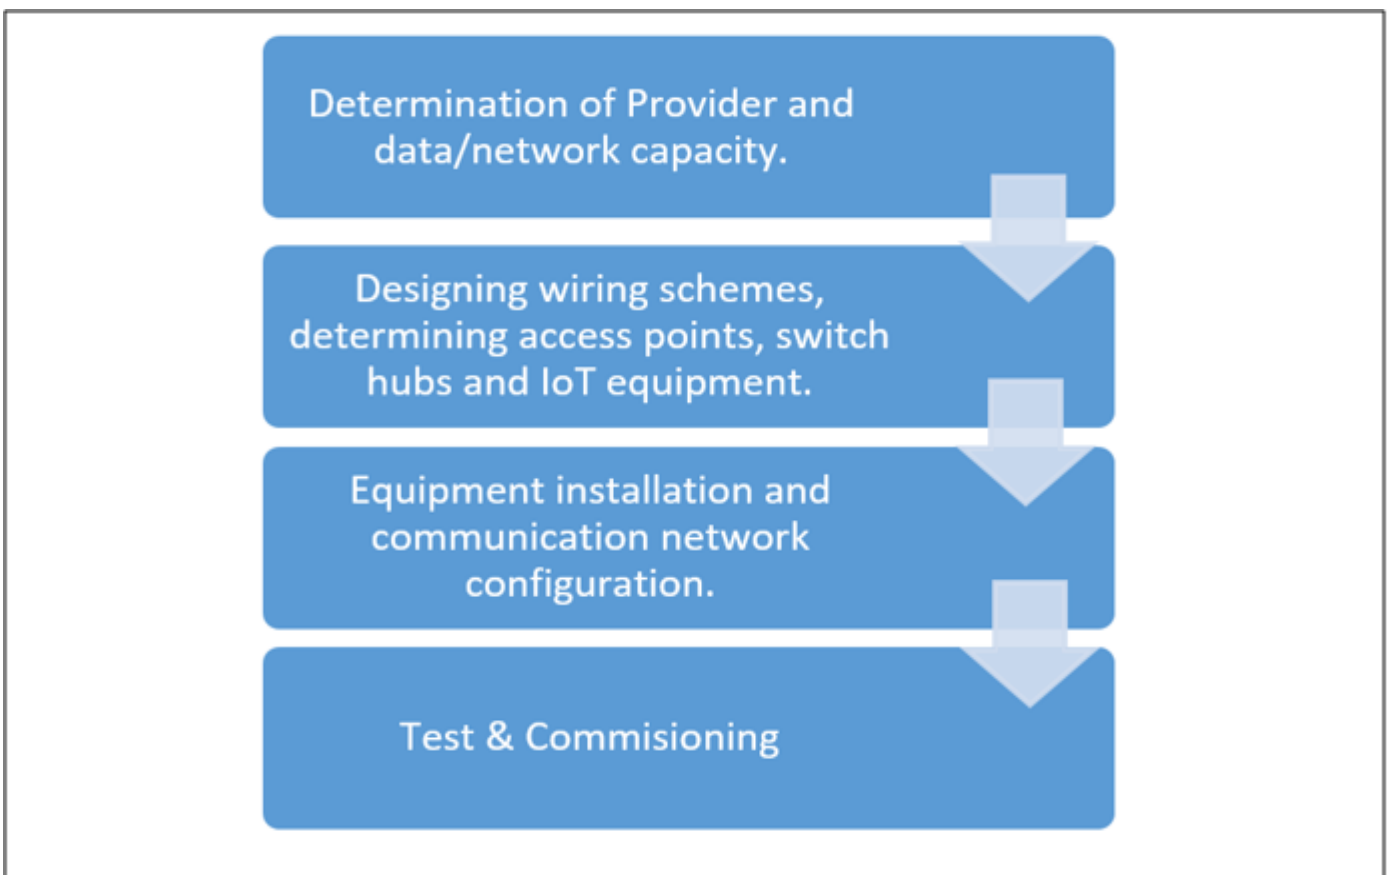 Determination of Provider and
data/network capacity.
Designing wiring schemes,
determining access points, switch
hubs and IoT equipment.
Equipment installation and
communication network
configuration.
Test & Commisioning